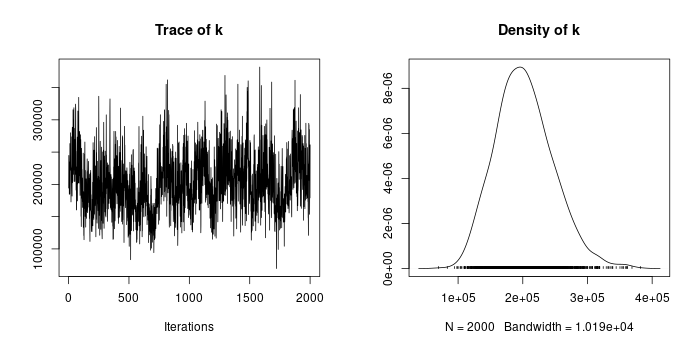 Trace of k
100000
200000
300000
0
500
1000
1500
2000
Iterations
Density of k
0e+00
2e-06
4e-06
6e-06
8e-06
1e+05
2e+05
3e+05
4e+05
N = 2000 Bandwidth = 1.019e+04